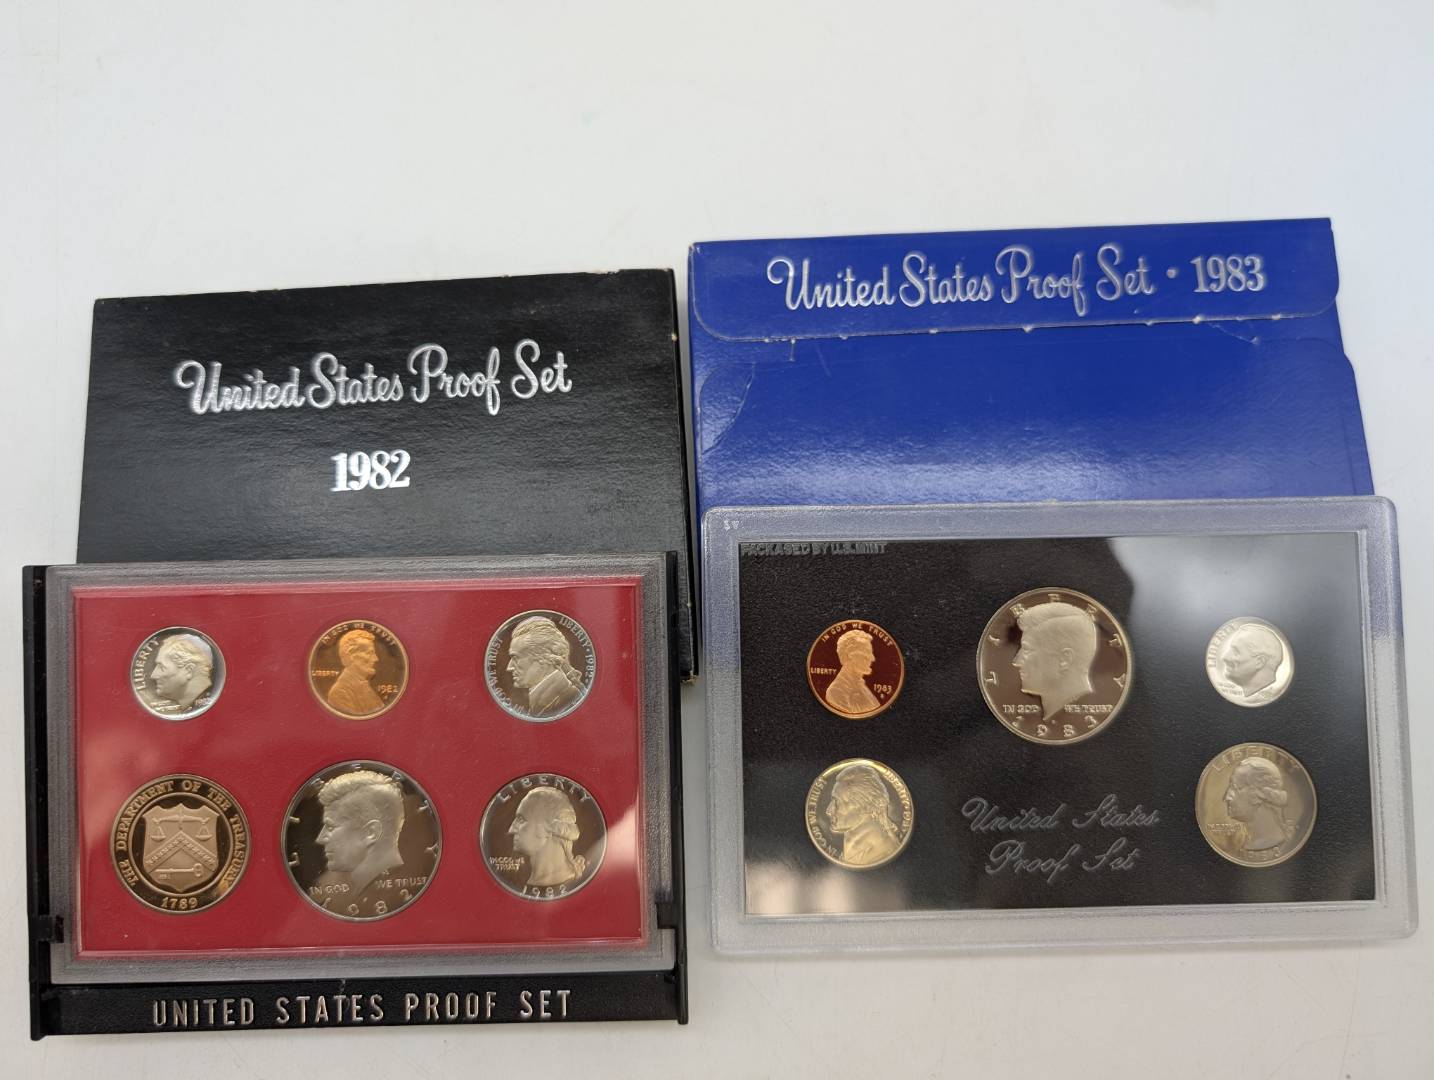 United States Proof Set
1982
United States Proof Set · 1983
LIBERTY
IN GOD WE TRUST
LIBERTY
1982
IN GOD WE TRUST
LIBERTY · 1982
THE DEPARTMENT OF THE TREASURY
1789
LIBERTY
IN GOD WE TRUST
1982
LIBERTY
IN GOD WE
TRUST
1982
UNITED STATES PROOF SET
PACKAGED BY U.S. MINT
IN GOD WE TRUST
LIBERTY
1983
S
LIBERTY
IN GOD WE TRUST
1983
LIBERTY
IN GOD WE TRUST
LIBERTY
United States
Proof Set
LIBERTY